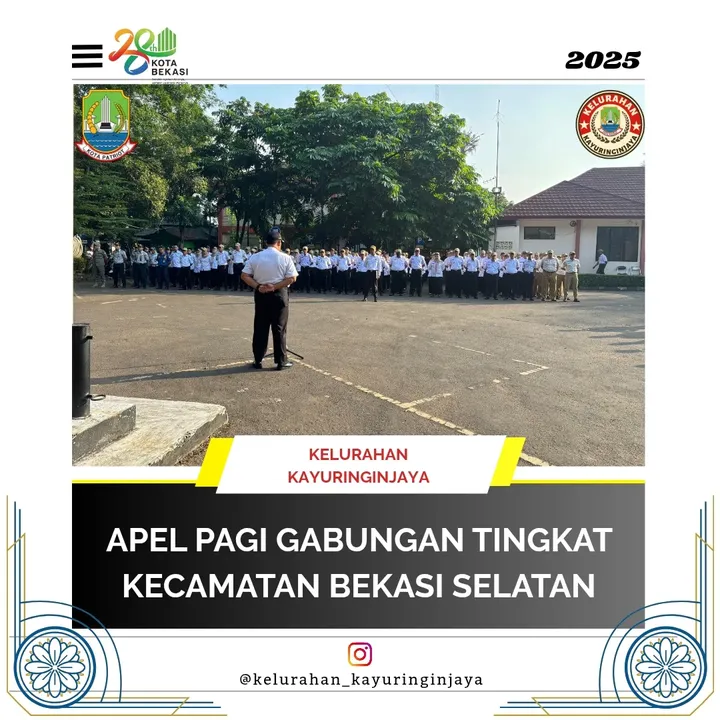 28th
KOTA
BEKASI
2025
KOTA PATRIOT
KELURAHAN
KAYURINGINJAYA
KELURAHAN
KAYURINGINJAYA
APEL PAGI GABUNGAN TINGKAT
KECAMATAN BEKASI SELATAN
@kelurahan_kayuringinjaya